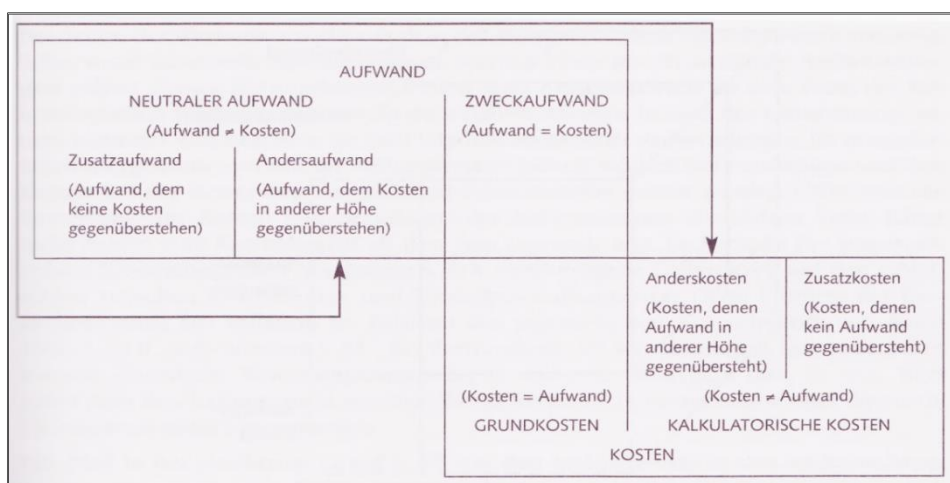 AUFWAND
NEUTRALER AUFWAND
(Aufwand ≠ Kosten)
ZWECKAUFWAND
(Aufwand = Kosten)
Zusatzaufwand
(Aufwand, dem
keine Kosten
gegenüberstehen)
Andersaufwand
(Aufwand, dem Kosten
in anderer Höhe
gegenüberstehen)
Anderskosten
(Kosten, denen
Aufwand in
anderer Höhe
gegenübersteht)
Zusatzkosten
(Kosten, denen
kein Aufwand
gegenübersteht)
(Kosten = Aufwand)
GRUNDKOSTEN
(Kosten ≠ Aufwand)
KALKULATORISCHE KOSTEN
KOSTEN